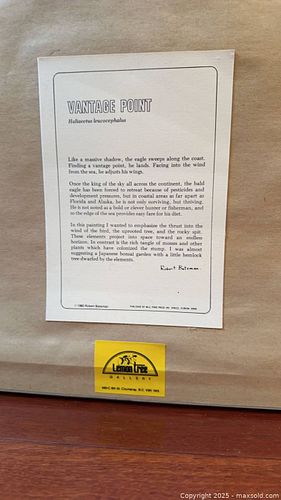 VANTAGE POINT
Haliaeetus leucocephalus
Like a massive shadow, the eagle sweeps along the coast.
Finding a vantage point, he lands. Facing into the wind
from the sea, he adjusts his wings.
Once the king of the sky all across the continent, the bald
eagle has been forced to retreat because of pesticides and
development pressures, but in coastal areas as far apart as
Florida and Alaska, he is not only surviving, but thriving.
He is not noted as a bold or clever hunter or fisherman, and
so the edge of the sea provides easy fare for his diet.
In this painting I wanted to emphasize the thrust into the
wind of the bird, the uprooted tree, and the rocky spit.
These elements project into space toward an endless
horizon. In contrast is the rich tangle of mosses and other
plants which have colonized the stump. I was almost
suggesting a Japanese bonsai garden with a little hemlock
tree dwarfed by the elements.
Robert Bateman
Lemon tree
GALLERY
Copyright © 2025 - maxsold.com